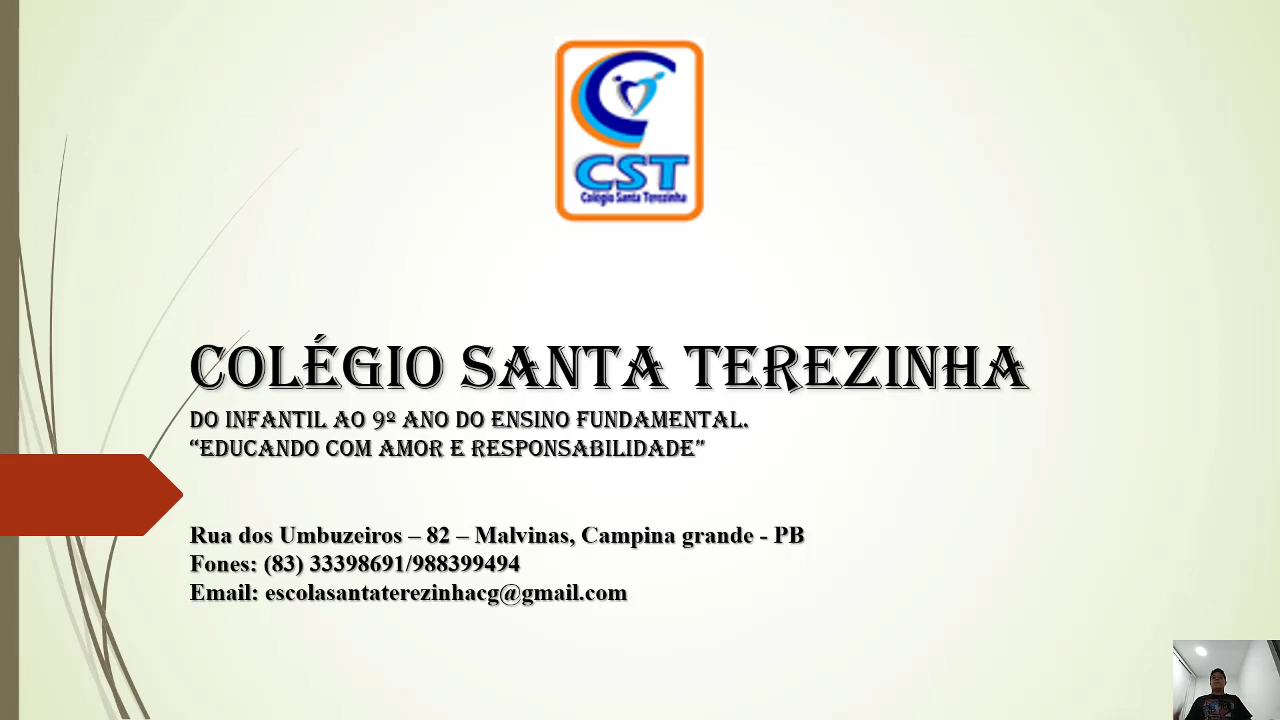 CST
Colégio Santa Terezinha
COLÉGIO SANTA TEREZINHA
DO INFANTIL AO 9º ANO DO ENSINO FUNDAMENTAL.
“EDUCANDO COM AMOR E RESPONSABILIDADE”
Rua dos Umbuzeiros – 82 – Malvinas, Campina grande - PB
Fones: (83) 33398691/988399494
Email: escolasantaterezinhacg@gmail.com